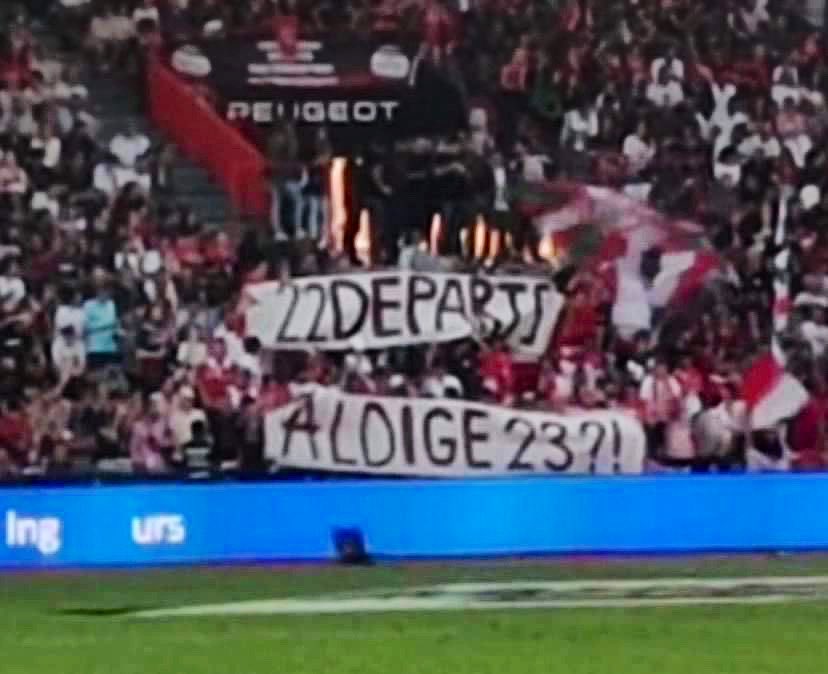 PEUGEOT
22DEPARTS
ALDIGE 23?!
ing urs